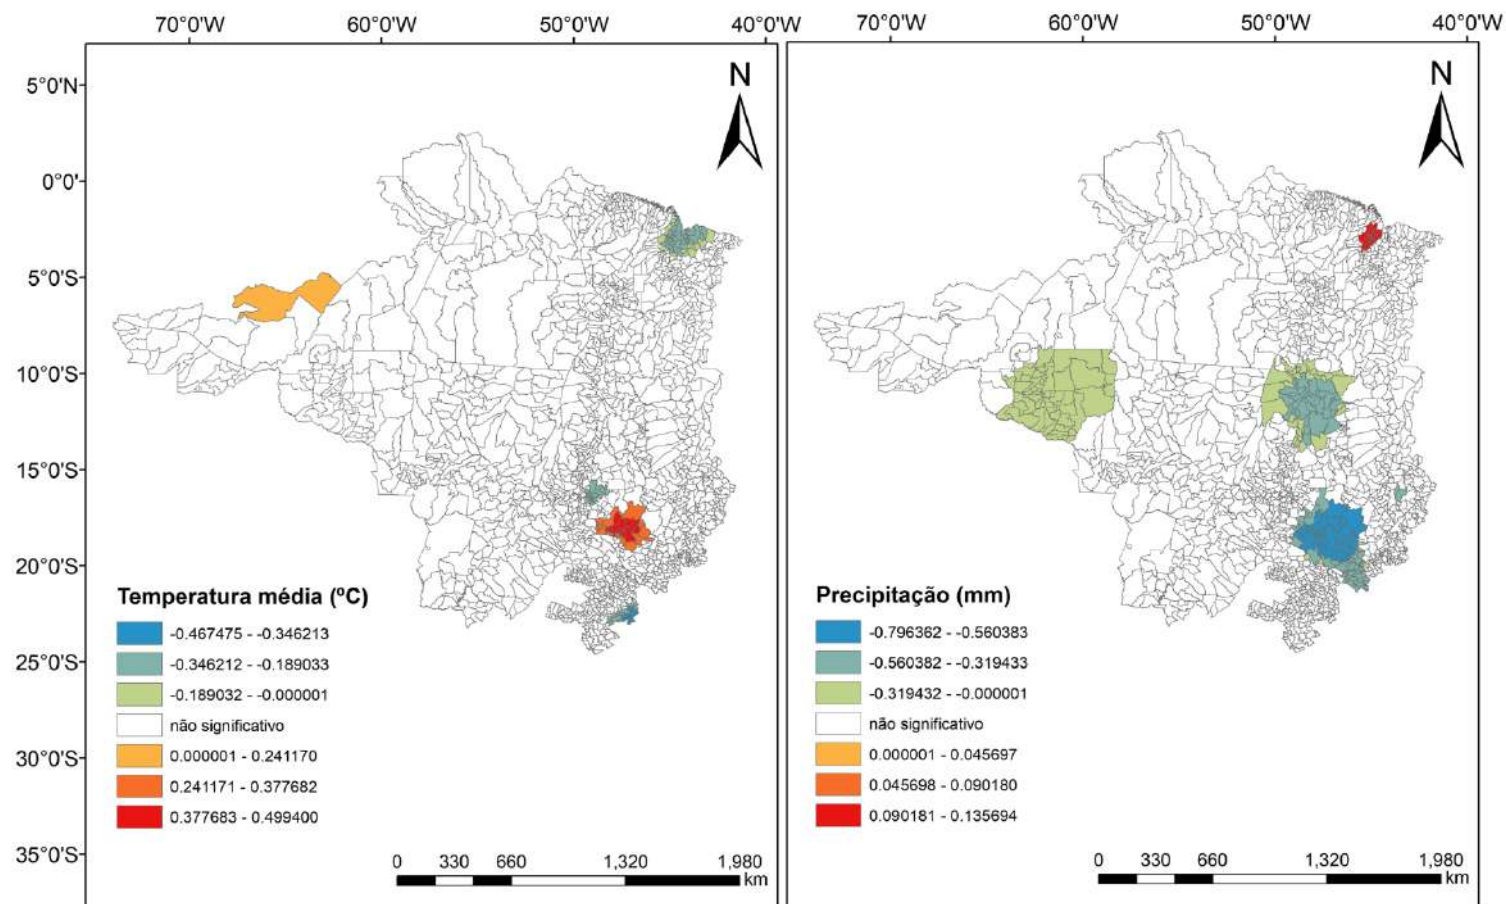 70°0'W 60°0'W 50°0'W 40°0'W
5°0'N
0°0'
5°0'S
10°0'S
15°0'S
20°0'S
25°0'S
30°0'S
35°0'S
N
Temperatura média (ºC)
-0.467475 - -0.346213
-0.346212 - -0.189033
-0.189032 - -0.000001
não significativo
0.000001 - 0.241170
0.241171 - 0.377682
0.377683 - 0.499400
0 330 660 1,320 1,980
km
70°0'W 60°0'W 50°0'W 40°0'W
N
Precipitação (mm)
-0.796362 - -0.560383
-0.560382 - -0.319433
-0.319432 - -0.000001
não significativo
0.000001 - 0.045697
0.045698 - 0.090180
0.090181 - 0.135694
0 330 660 1,320 1,980
km